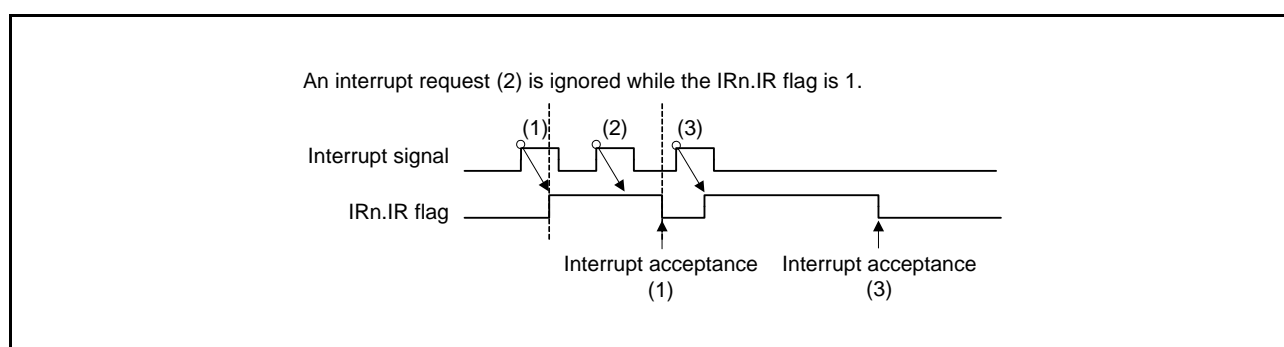 An interrupt request (2) is ignored while the IRn.IR flag is 1.
(1) (2) (3)
Interrupt signal
IRn.IR flag
Interrupt acceptance Interrupt acceptance
(1) (3)